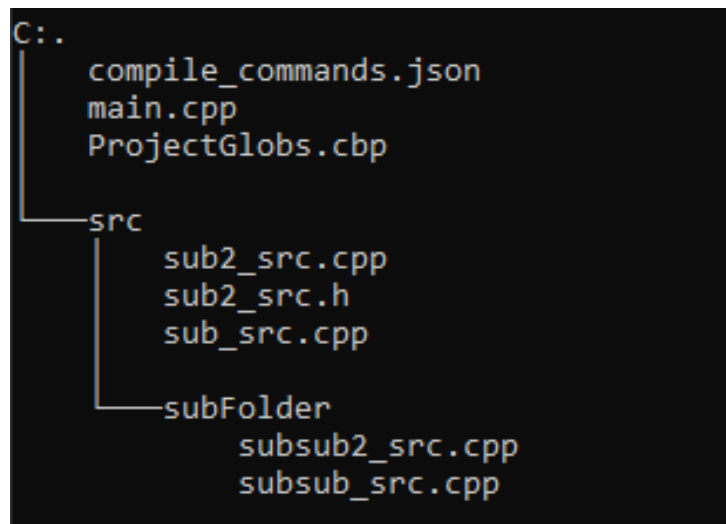 C:.
compile_commands.json
main.cpp
ProjectGlobs.cbp
src
sub2_src.cpp
sub2_src.h
sub_src.cpp
subFolder
subsub2_src.cpp
subsub_src.cpp